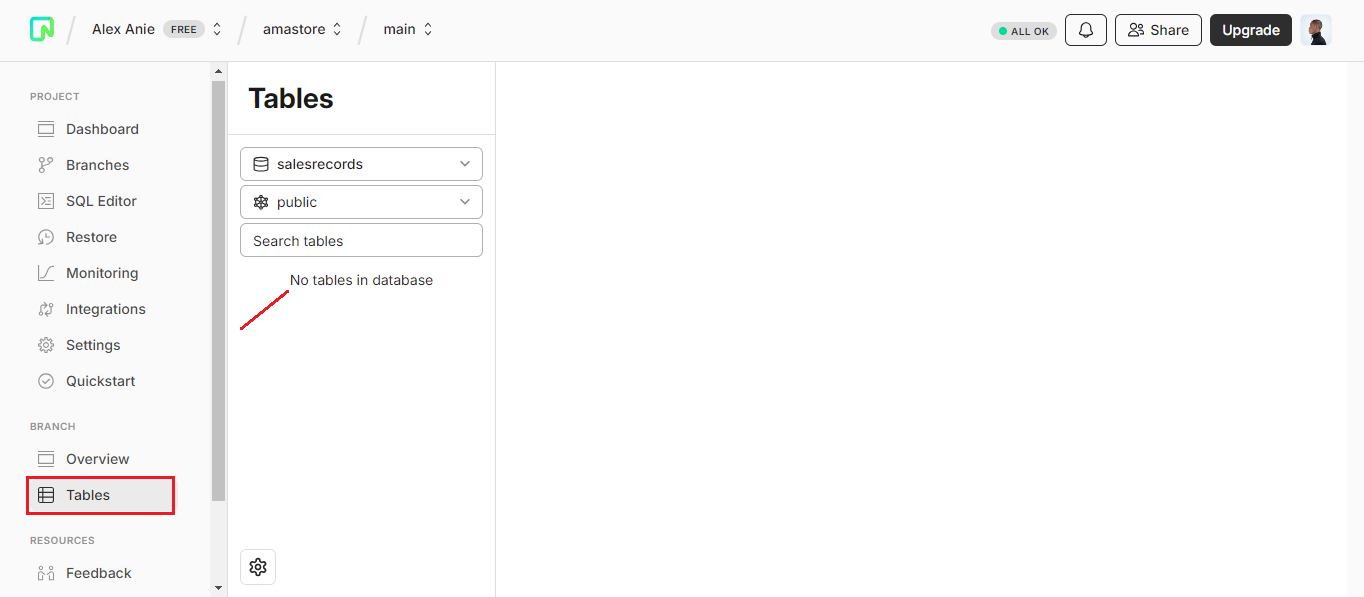 Alex Anie FREE amastore main ALL OK Share Upgrade
PROJECT
Dashboard
Branches
SQL Editor
Restore
Monitoring
Integrations
Settings
Quickstart
BRANCH
Overview
Tables
RESOURCES
Feedback
Tables
salesrecords
public
Search tables
No tables in database